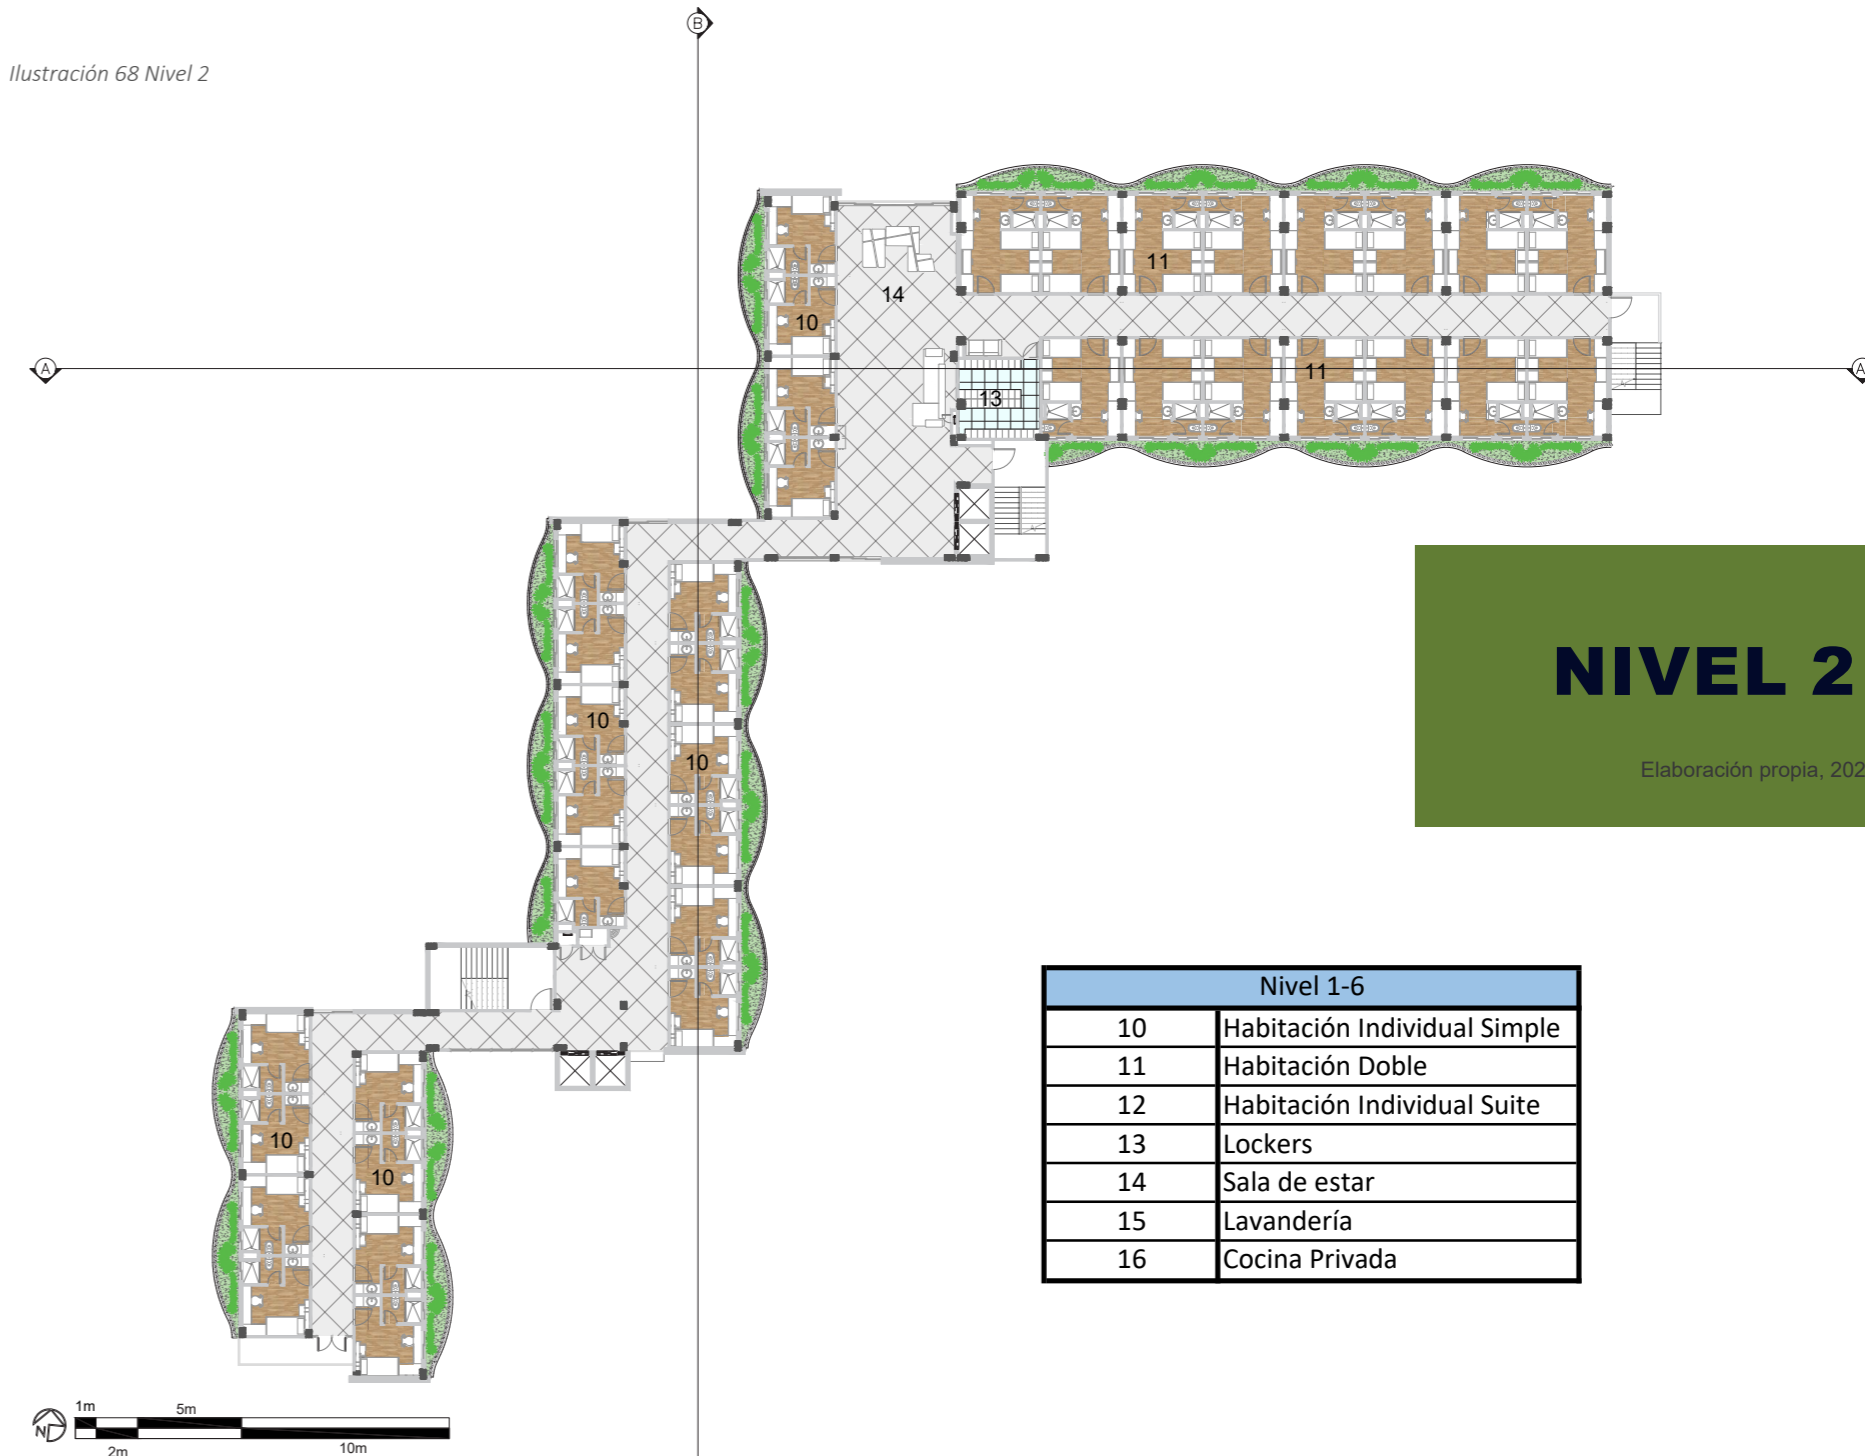 B
Ilustración 68 Nivel 2
11
14
10
A
A
11
13
NIVEL 2
10
10
Elaboración propia, 202
Nivel 1-6
10 Habitación Individual Simple
11 Habitación Doble
12 Habitación Individual Suite
13 Lockers
14 Sala de estar
15 Lavandería
16 Cocina Privada
10
10
1m
5m
N
2m
10m